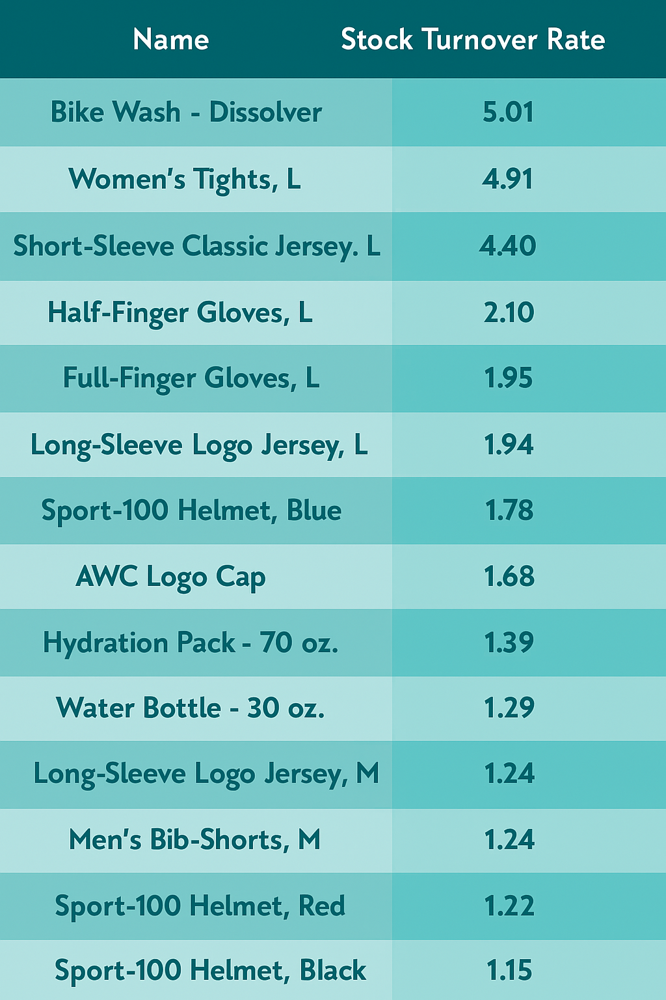 Name Stock Turnover Rate
Bike Wash - Dissolver 5.01
Women's Tights, L 4.91
Short-Sleeve Classic Jersey. L 4.40
Half-Finger Gloves, L 2.10
Full-Finger Gloves, L 1.95
Long-Sleeve Logo Jersey, L 1.94
Sport-100 Helmet, Blue 1.78
AWC Logo Cap 1.68
Hydration Pack - 70 oz. 1.39
Water Bottle - 30 oz. 1.29
Long-Sleeve Logo Jersey, M 1.24
Men's Bib-Shorts, M 1.24
Sport-100 Helmet, Red 1.22
Sport-100 Helmet, Black 1.15